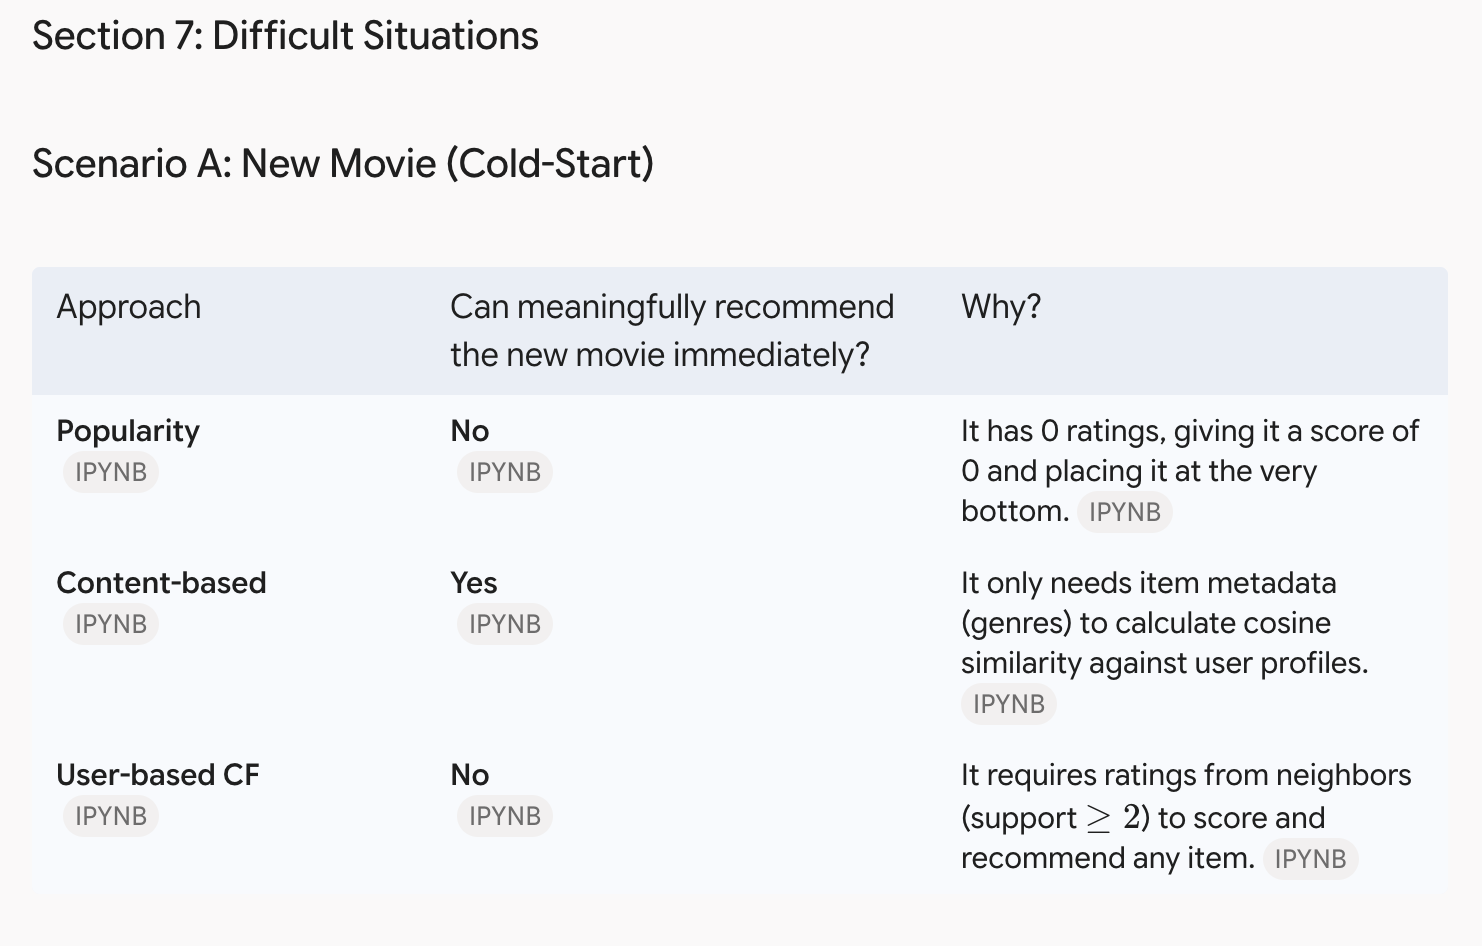 Section 7: Difficult Situations
Scenario A: New Movie (Cold-Start)
Approach
Can meaningfully recommend
the new movie immediately?
Why?
Popularity
IPYNB
No
IPYNB
It has 0 ratings, giving it a score of
0 and placing it at the very
bottom. IPYNB
Content-based
IPYNB
Yes
IPYNB
It only needs item metadata
(genres) to calculate cosine
similarity against user profiles.
IPYNB
User-based CF
IPYNB
No
IPYNB
It requires ratings from neighbors
(support ≥ 2) to score and
recommend any item. IPYNB